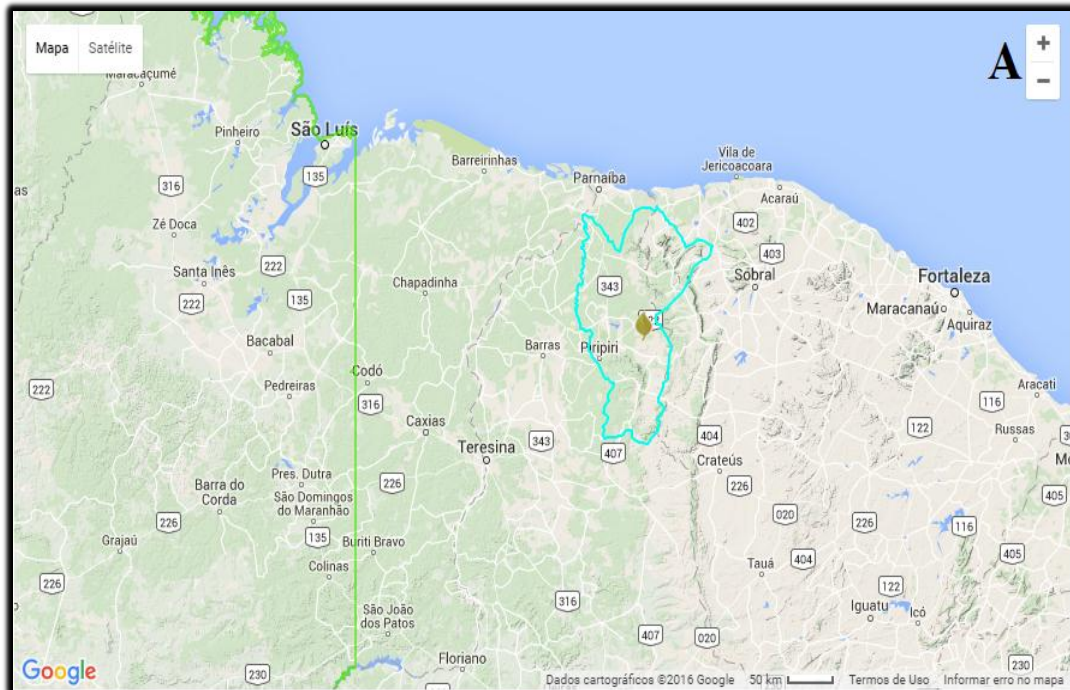 222
Mapa Satélite
A
+
−
Maracaçumé
Pinheiro
São Luís
316
135
Barreirinhas
Parnaíba
Vila de
Jericoacoara
Acaraú
402
Zé Doca
222
403
Santa Inês
222
135
Chapadinha
343
Sobral
Fortaleza
Maracanaú
Aquiraz
Bacabal
Barras
Piripiri
Codó
222
Pedreiras
316
Caxias
Teresina
343
407
404
Crateús
226
Aracati
116
Russas
122
Pres. Dutra
Barra do
Corda
São Domingos
do Maranhão
226
226
020
226
116
405
135
Buriti Bravo
Grajaú
404
405
226
Colinas
Tauá
122
316
São João
dos Patos
Iguatu
Icó
407
020
Floriano
230
230
Google
Dados cartográficos ©2016 Google 50 km Termos de Uso Informar erro no mapa